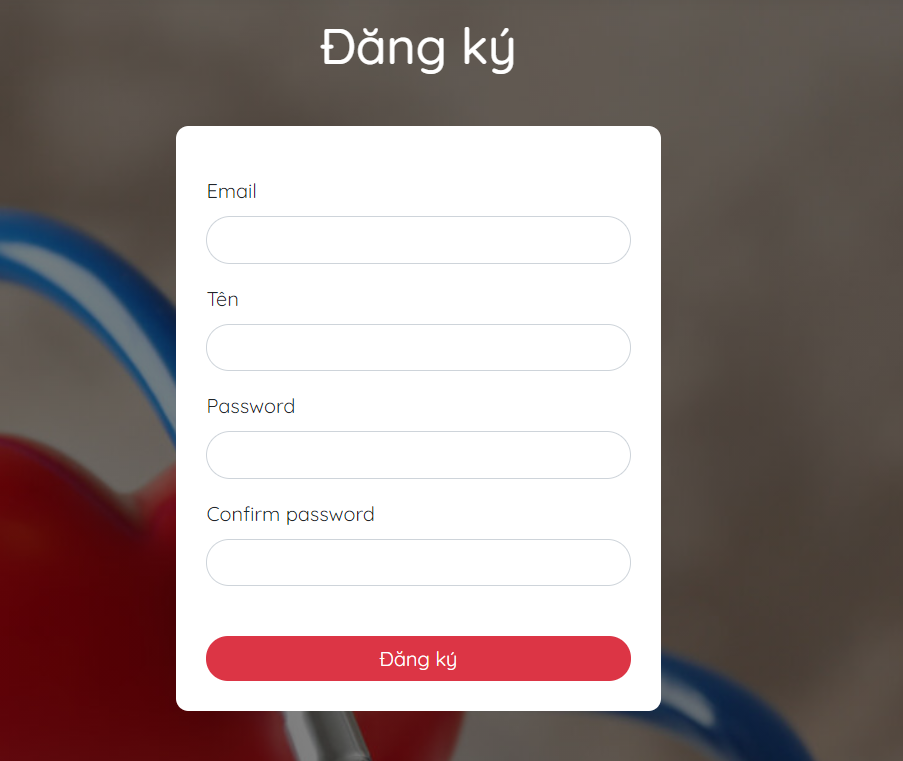 Đăng ký
Email
Tên
Password
Confirm password
Đăng ký